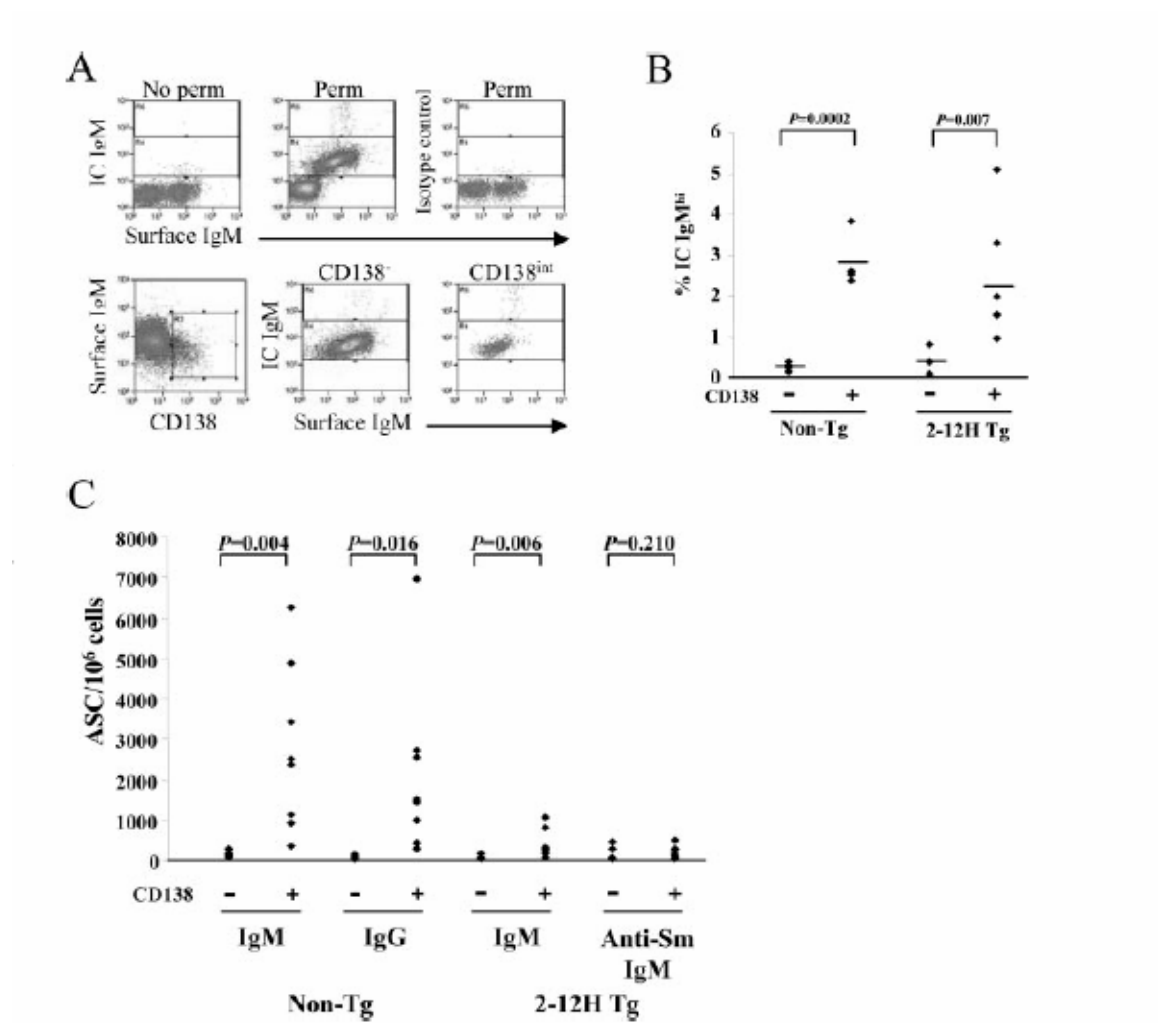 A
No perm
Perm
Perm
IC IgM
Isotype control
Surface IgM
CD138⁻
CD138ⁱⁿᵗ
Surface IgM
IC IgM
CD138
Surface IgM
B
P=0.0002
P=0.007
% IC IgMʰⁱ
6
5
4
3
2
1
0
CD138 - + - +
Non-Tg
2-12H Tg
C
P=0.004
P=0.016
P=0.006
P=0.210
ASC/10⁶ cells
8000
7000
6000
5000
4000
3000
2000
1000
0
CD138 - + - + - + - +
IgM
IgG
IgM
Anti-Sm
IgM
Non-Tg
2-12H Tg